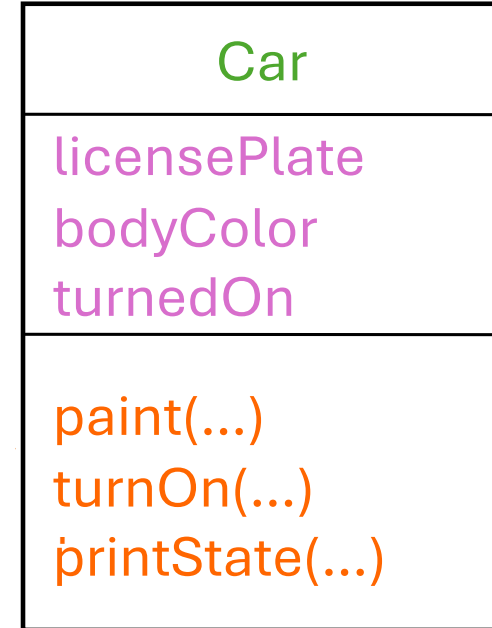 Car
licensePlate
bodyColor
turnedOn
paint(...)
turnOn(...)
printState(...)